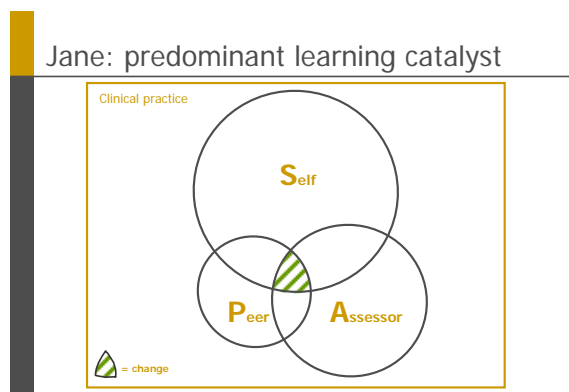 Jane: predominant learning catalyst
Clinical practice
Self
Peer
Assessor
= change